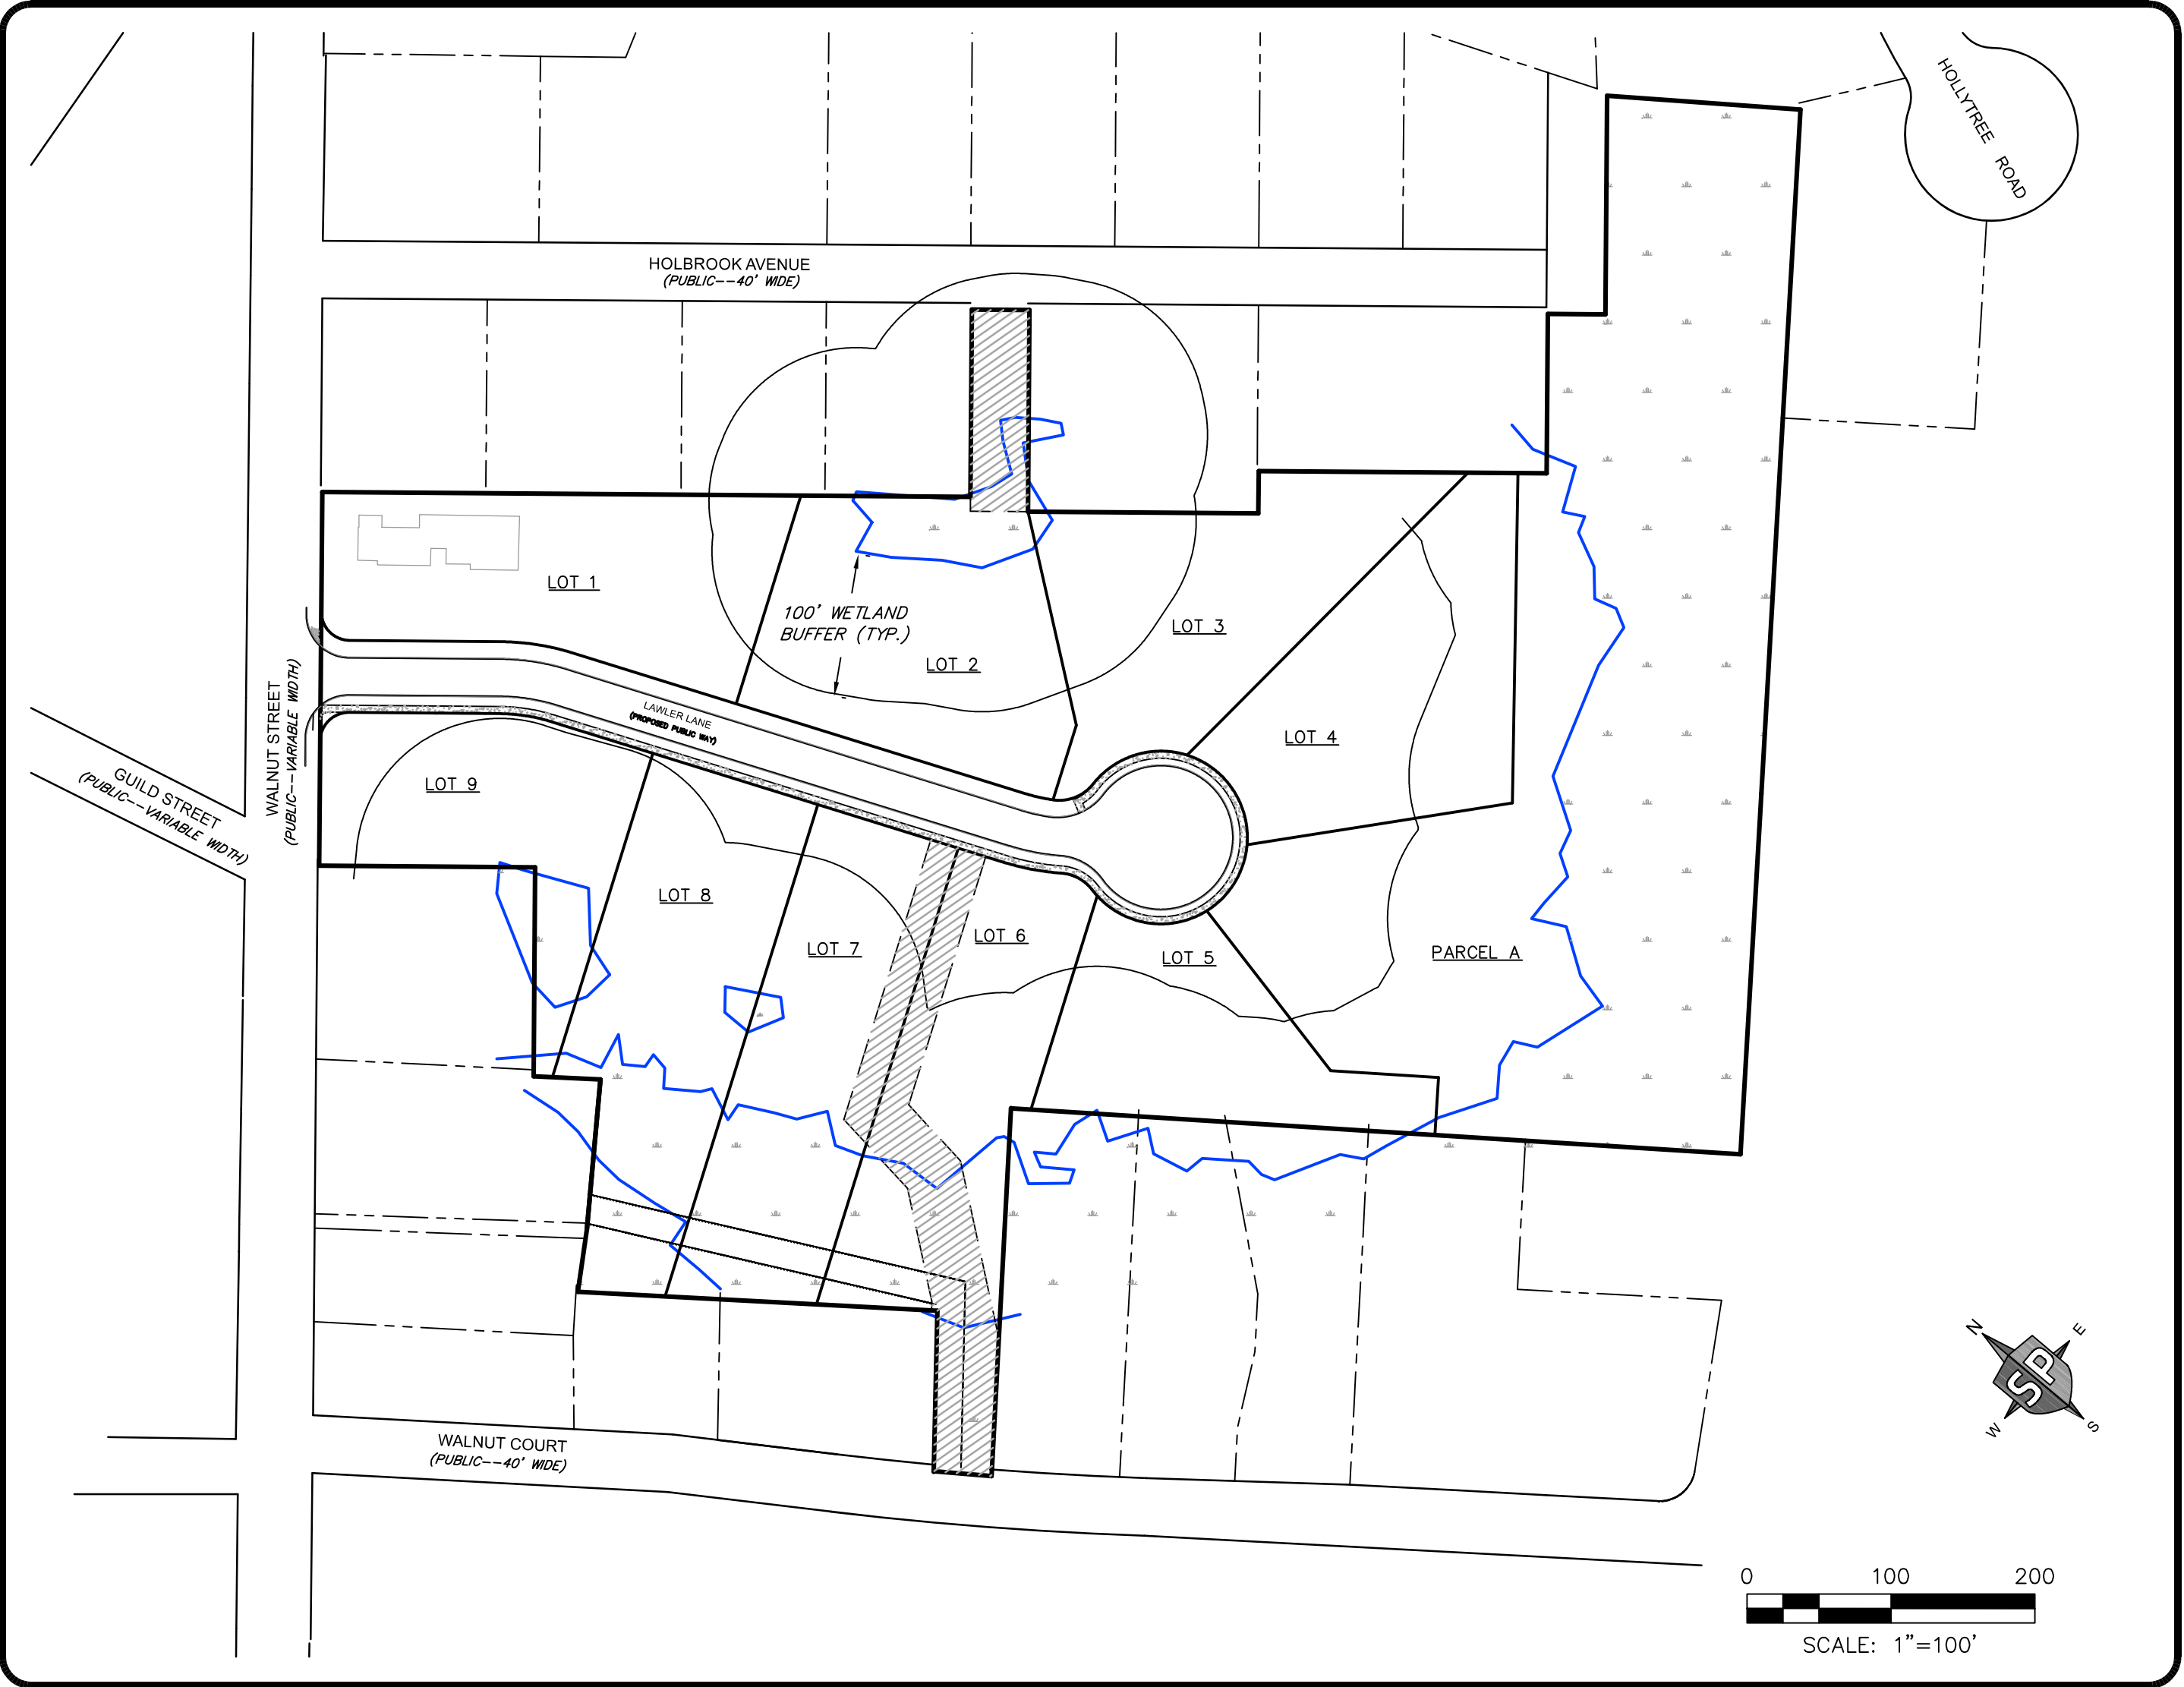 HOLLYTREE ROAD
HOLBROOK AVENUE
(PUBLIC--40' WIDE)
LOT 1
100' WETLAND
BUFFER (TYP.)
LOT 2
LOT 3
LOT 4
LAWLER LANE
(PROPOSED PUBLIC WAY)
WALNUT STREET
(PUBLIC--VARIABLE WIDTH)
GUILD STREET
(PUBLIC--VARIABLE WIDTH)
LOT 9
LOT 8
LOT 7
LOT 6
LOT 5
PARCEL A
WALNUT COURT
(PUBLIC--40' WIDE)
N
E
SP
W
S
0 100 200
SCALE: 1"=100'